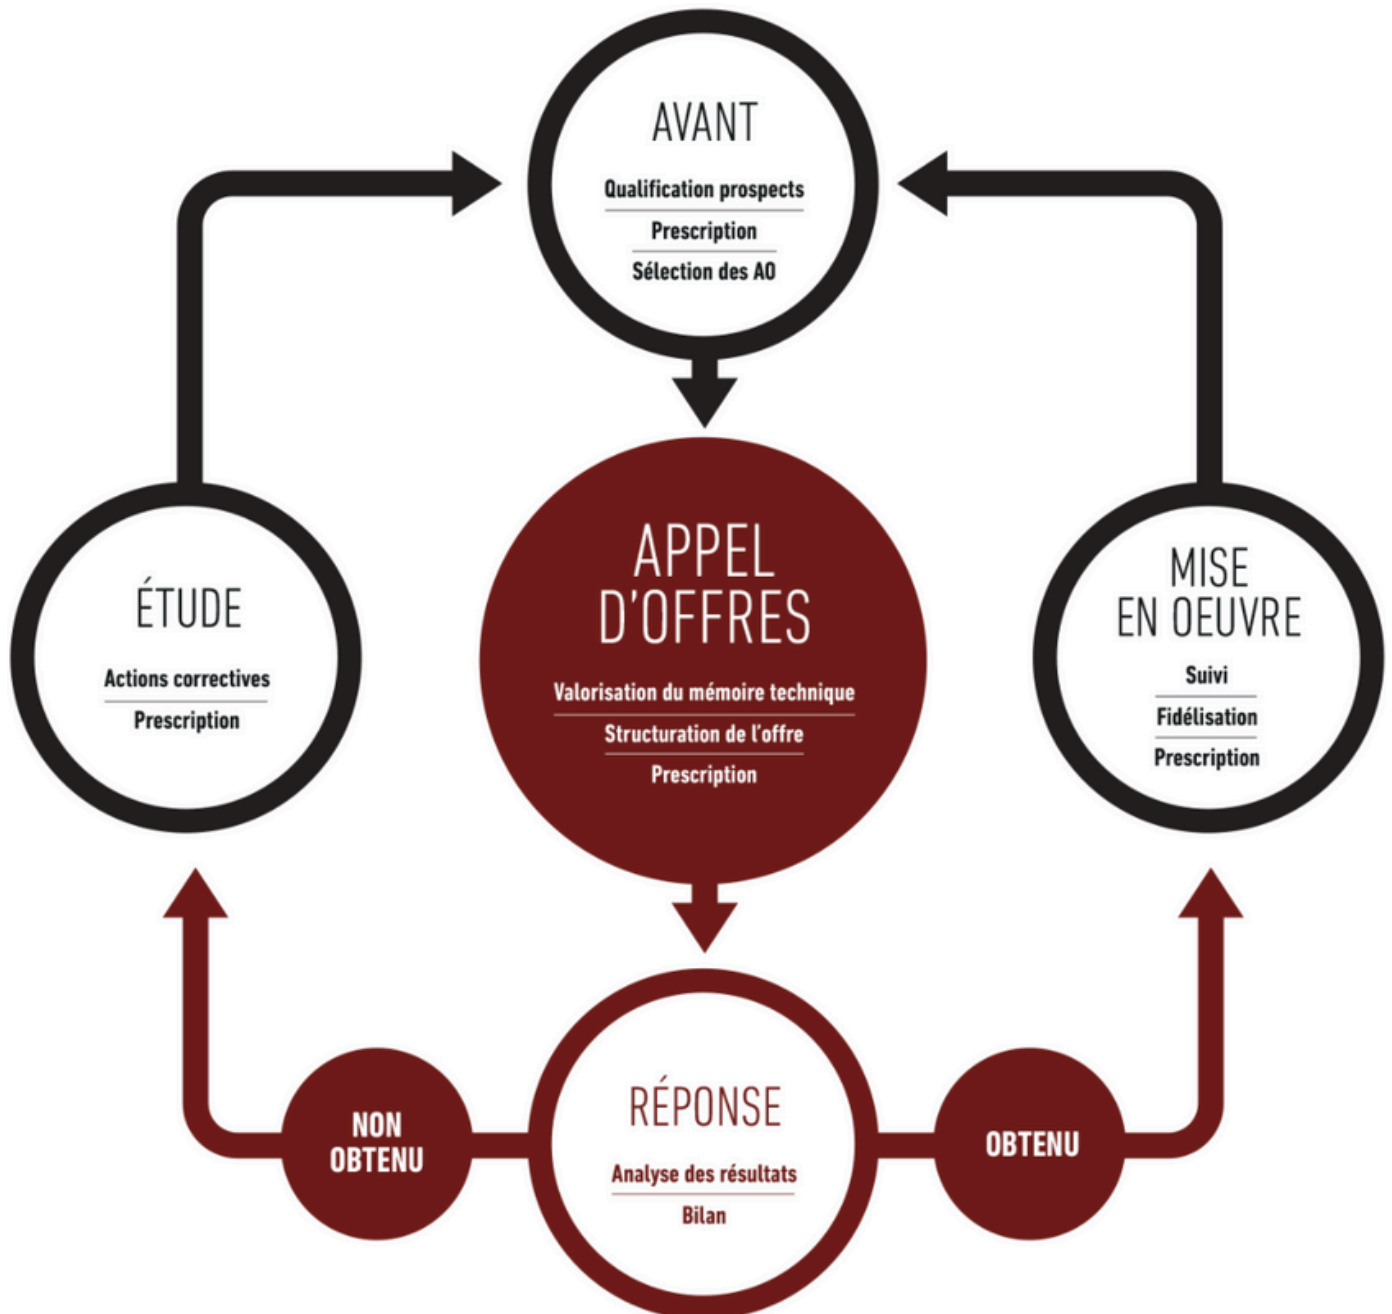 AVANT
Qualification prospects
Prescription
Sélection des AO
APPEL
D'OFFRES
Valorisation du mémoire technique
Structuration de l'offre
Prescription
ÉTUDE
Actions correctives
Prescription
MISE
EN OEUVRE
Suivi
Fidélisation
Prescription
NON
OBTENU
RÉPONSE
Analyse des résultats
Bilan
OBTENU